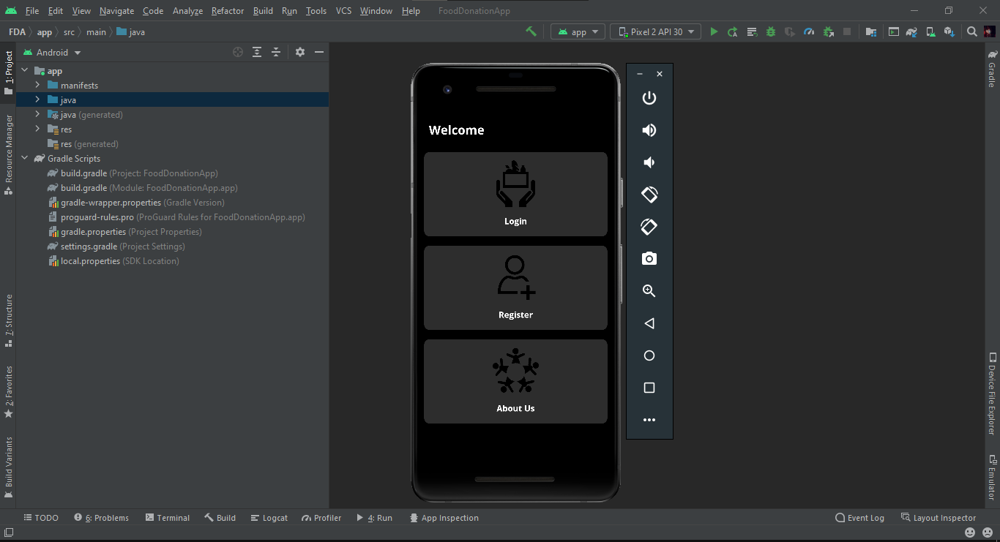 File Edit View Navigate Code Analyze Refactor Build Run Tools VCS Window Help FoodDonationApp
FDA app src main java app Pixel 2 API 30
Android
app
manifests
java
java (generated)
res
res (generated)
Gradle Scripts
build.gradle (Project: FoodDonationApp)
build.gradle (Module: FoodDonationApp.app)
gradle-wrapper.properties (Gradle Version)
proguard-rules.pro (ProGuard Rules for FoodDonationApp.app)
gradle.properties (Project Properties)
settings.gradle (Project Settings)
local.properties (SDK Location)
1: Project
Resource Manager
7: Structure
2: Favorites
Build Variants
Welcome
Login
Register
About Us
Gradle
Device File Explorer
Emulator
TODO 6: Problems Terminal Build Logcat Profiler 4: Run App Inspection Event Log Layout Inspector